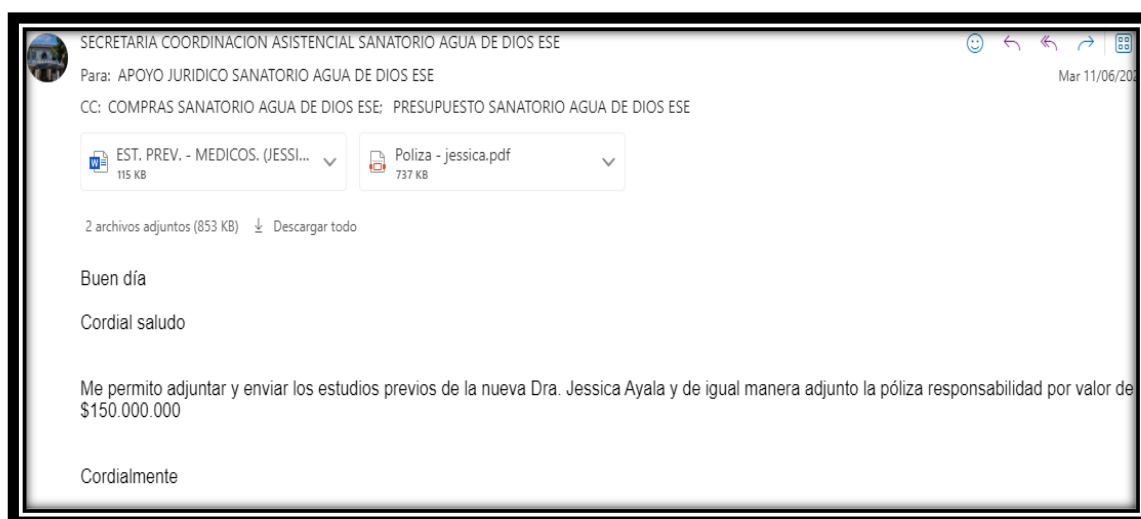 SECRETARIA COORDINACION ASISTENCIAL SANATORIO AGUA DE DIOS ESE
Para: APOYO JURIDICO SANATORIO AGUA DE DIOS ESE
Mar 11/06/202
CC: COMPRAS SANATORIO AGUA DE DIOS ESE; PRESUPUESTO SANATORIO AGUA DE DIOS ESE
EST. PREV. - MEDICOS. (JESSI...
115 KB
Poliza - jessica.pdf
737 KB
2 archivos adjuntos (853 KB) Descargar todo
Buen día
Cordial saludo
Me permito adjuntar y enviar los estudios previos de la nueva Dra. Jessica Ayala y de igual manera adjunto la póliza responsabilidad por valor de
$150.000.000
Cordialmente